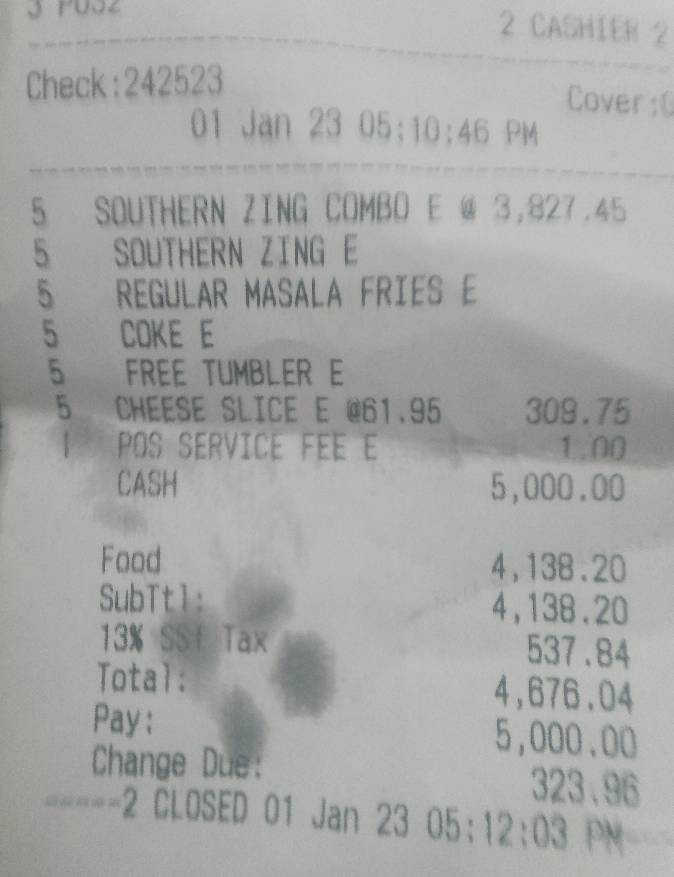 2 CASHIER 2
Check:242523
Cover:0
01 Jan 23 05:10:46 PM
5 SOUTHERN ZING COMBO E @ 3,827.45
5 SOUTHERN ZING E
5 REGULAR MASALA FRIES E
5 COKE E
5 FREE TUMBLER E
5 CHEESE SLICE E @61.95 309.75
1 POS SERVICE FEE E 1.00
CASH 5,000.00
Food 4,138.20
SubTtl: 4,138.20
13% Tax 537.84
Total: 4,676.04
Pay: 5,000.00
Change Due: 323.96
-----2 CLOSED 01 Jan 23 05:12:03 PM-----